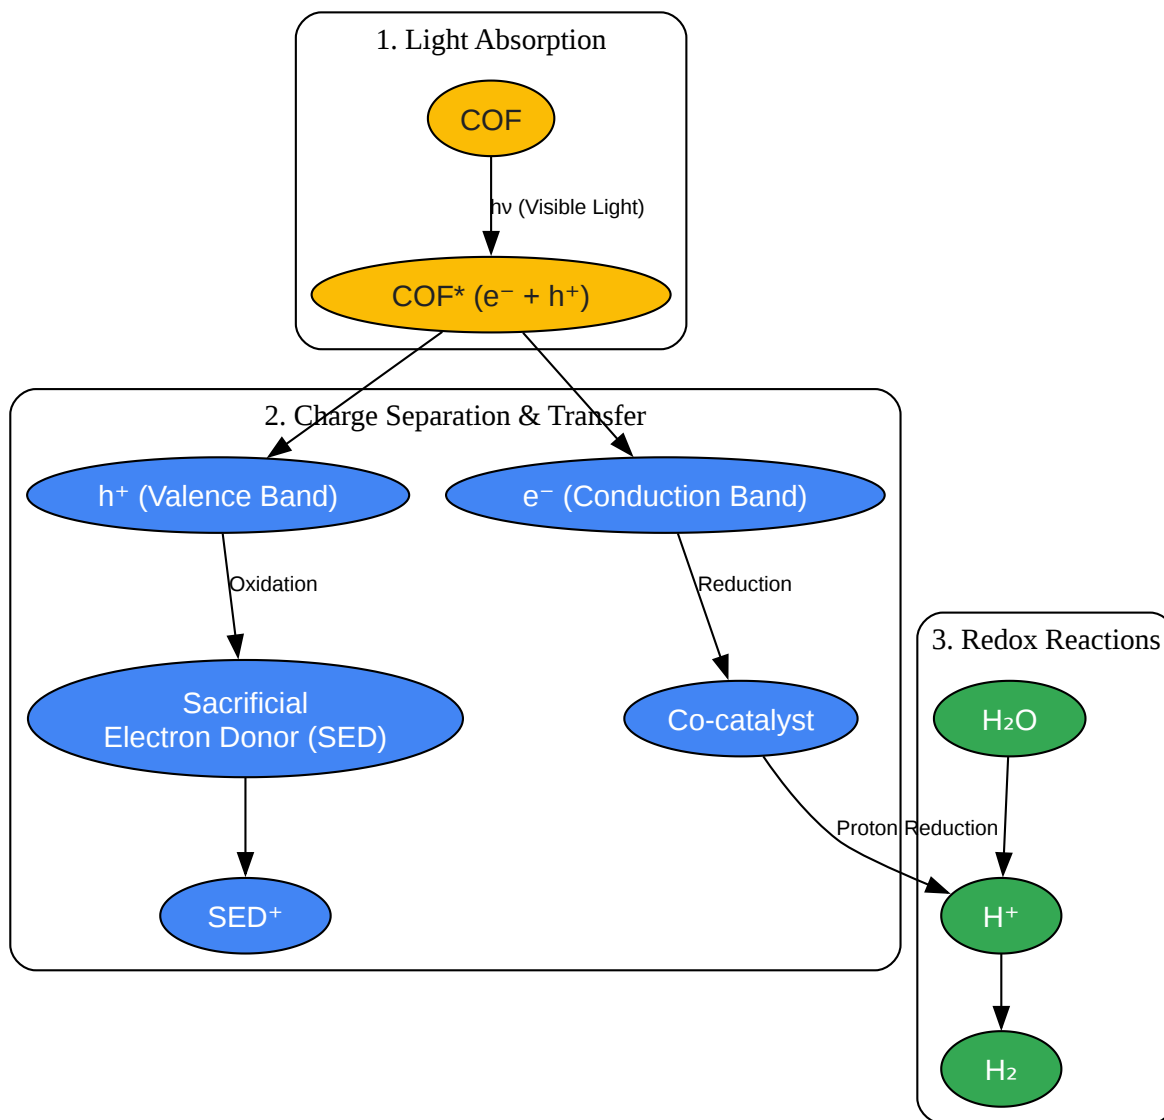 1. Light Absorption
COF
hν (Visible Light)
COF* (e⁻ + h⁺)
2. Charge Separation & Transfer
h⁺ (Valence Band)
e⁻ (Conduction Band)
Oxidation
Reduction
Sacrificial
Electron Donor (SED)
Co-catalyst
SED⁺
3. Redox Reactions
H₂O
Proton Reduction
H⁺
H₂